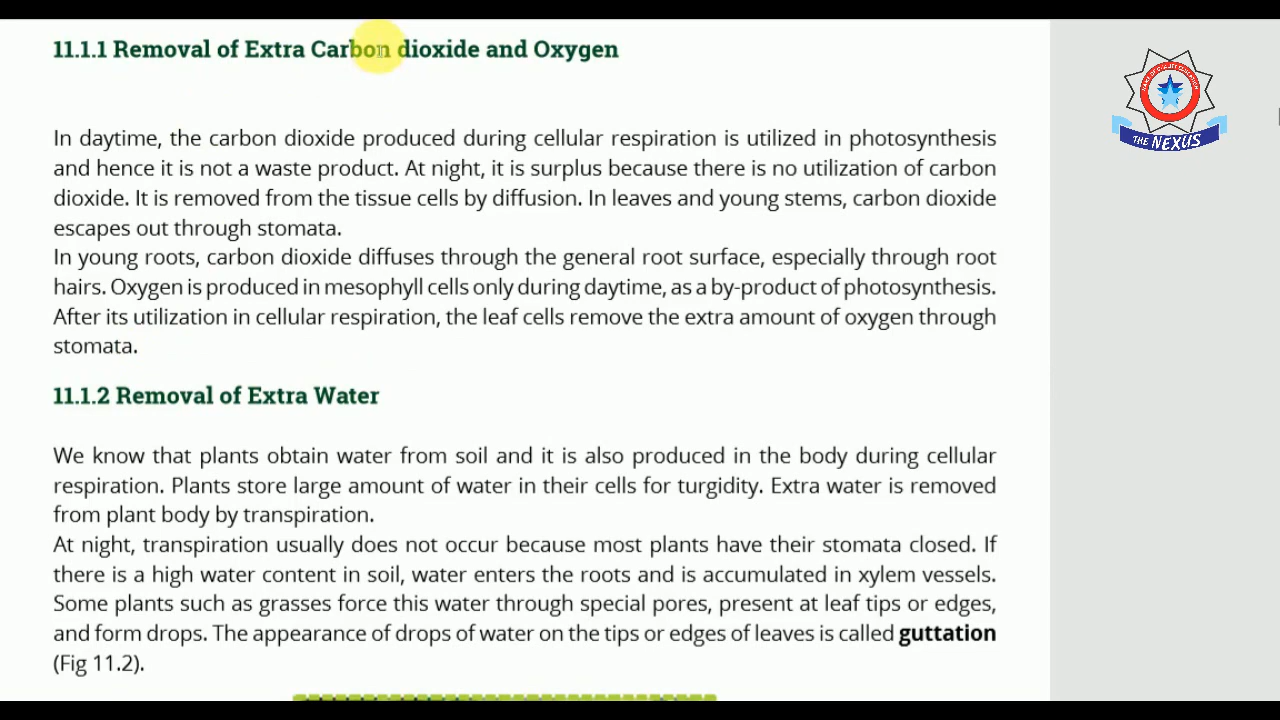 11.1.1 Removal of Extra Carbon dioxide and Oxygen
In daytime, the carbon dioxide produced during cellular respiration is utilized in photosynthesis
and hence it is not a waste product. At night, it is surplus because there is no utilization of carbon
dioxide. It is removed from the tissue cells by diffusion. In leaves and young stems, carbon dioxide
escapes out through stomata.
In young roots, carbon dioxide diffuses through the general root surface, especially through root
hairs. Oxygen is produced in mesophyll cells only during daytime, as a by-product of photosynthesis.
After its utilization in cellular respiration, the leaf cells remove the extra amount of oxygen through
stomata.
11.1.2 Removal of Extra Water
We know that plants obtain water from soil and it is also produced in the body during cellular
respiration. Plants store large amount of water in their cells for turgidity. Extra water is removed
from plant body by transpiration.
At night, transpiration usually does not occur because most plants have their stomata closed. If
there is a high water content in soil, water enters the roots and is accumulated in xylem vessels.
Some plants such as grasses force this water through special pores, present at leaf tips or edges,
and form drops. The appearance of drops of water on the tips or edges of leaves is called guttation
(Fig 11.2).
THE NEXUS